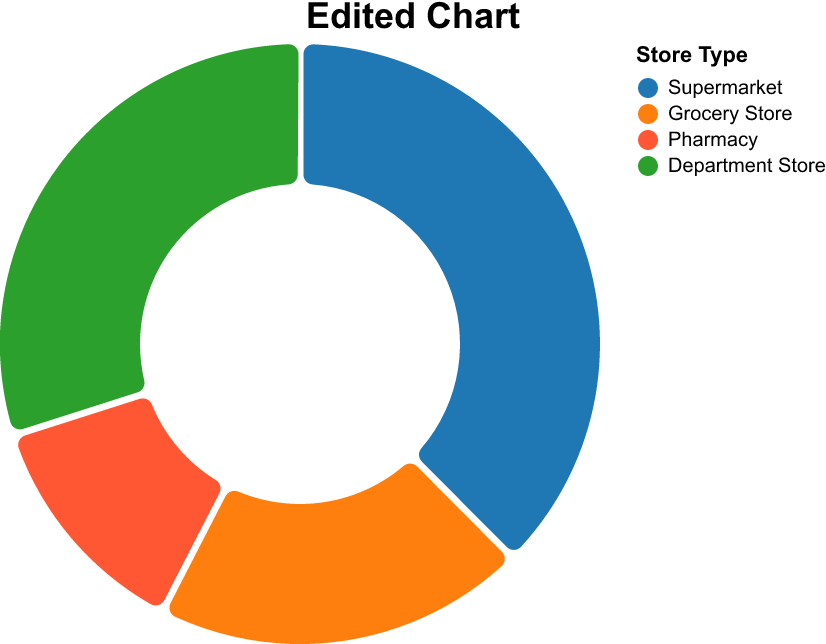 Edited Chart
Store Type
Supermarket
Grocery Store
Pharmacy
Department Store